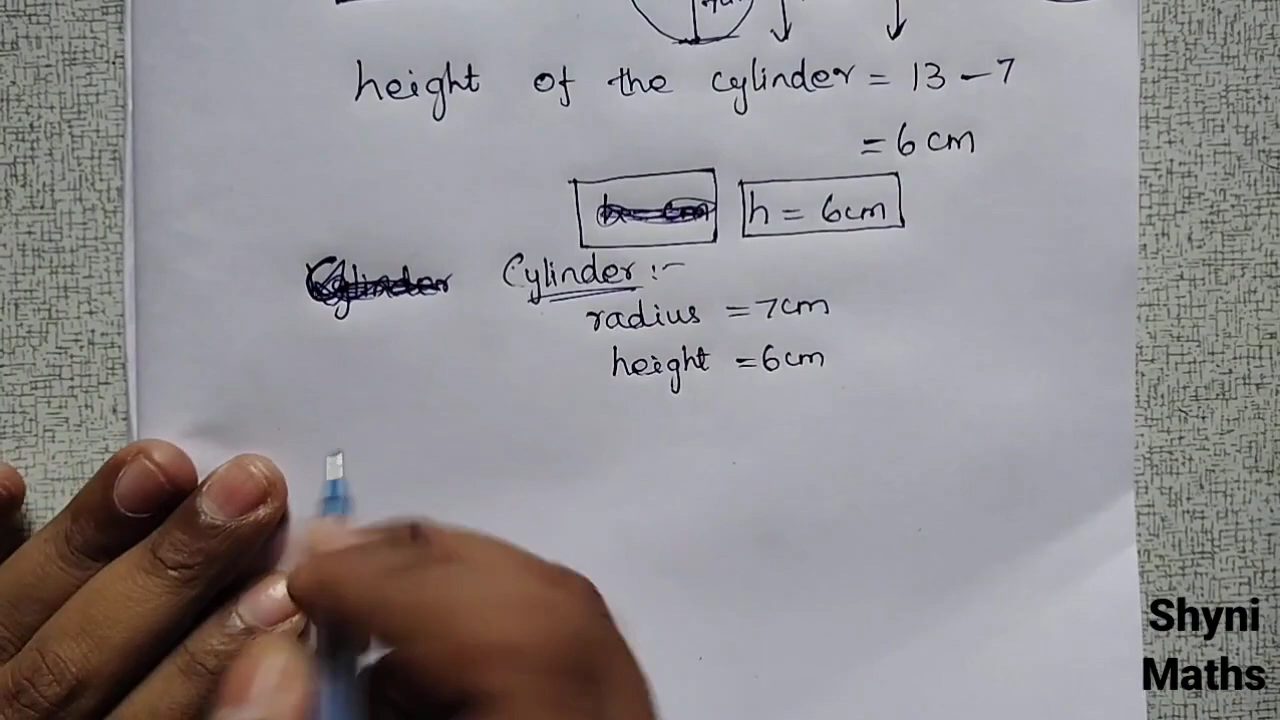 height of the cylinder = 13 - 7
= 6 cm
h = 6cm
Cylinder :-
radius = 7cm
height = 6cm
Shyni
Maths